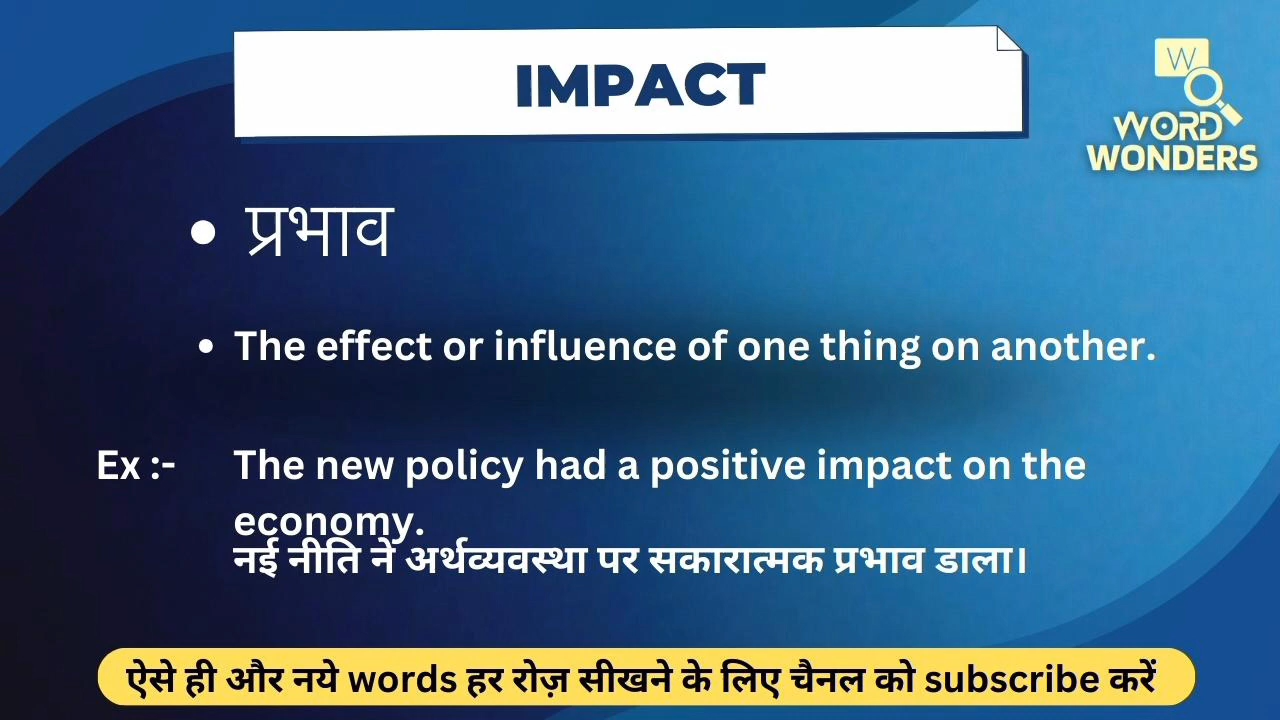 IMPACT
W
WORD
WONDERS
• प्रभाव
• The effect or influence of one thing on another.
Ex :- The new policy had a positive impact on the
economy.
नई नीति ने अर्थव्यवस्था पर सकारात्मक प्रभाव डाला।
ऐसे ही और नये words हर रोज़ सीखने के लिए चैनल को subscribe करें